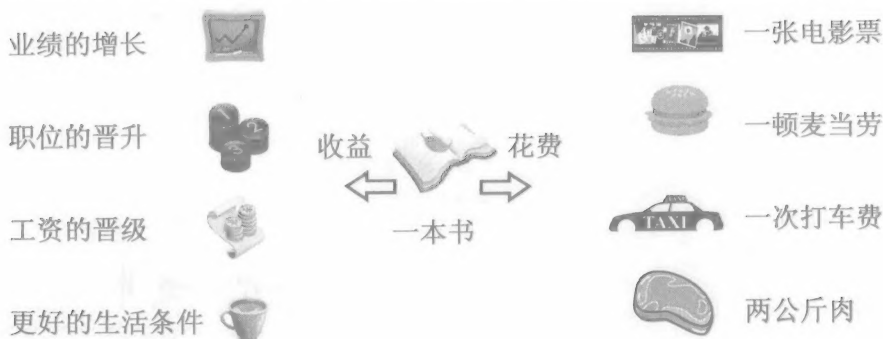 业绩的增长
职位的晋升
工资的晋级
更好的生活条件
收益
花费
一本书
一张电影票
一顿麦当劳
TAXI
一次打车费
两公斤肉